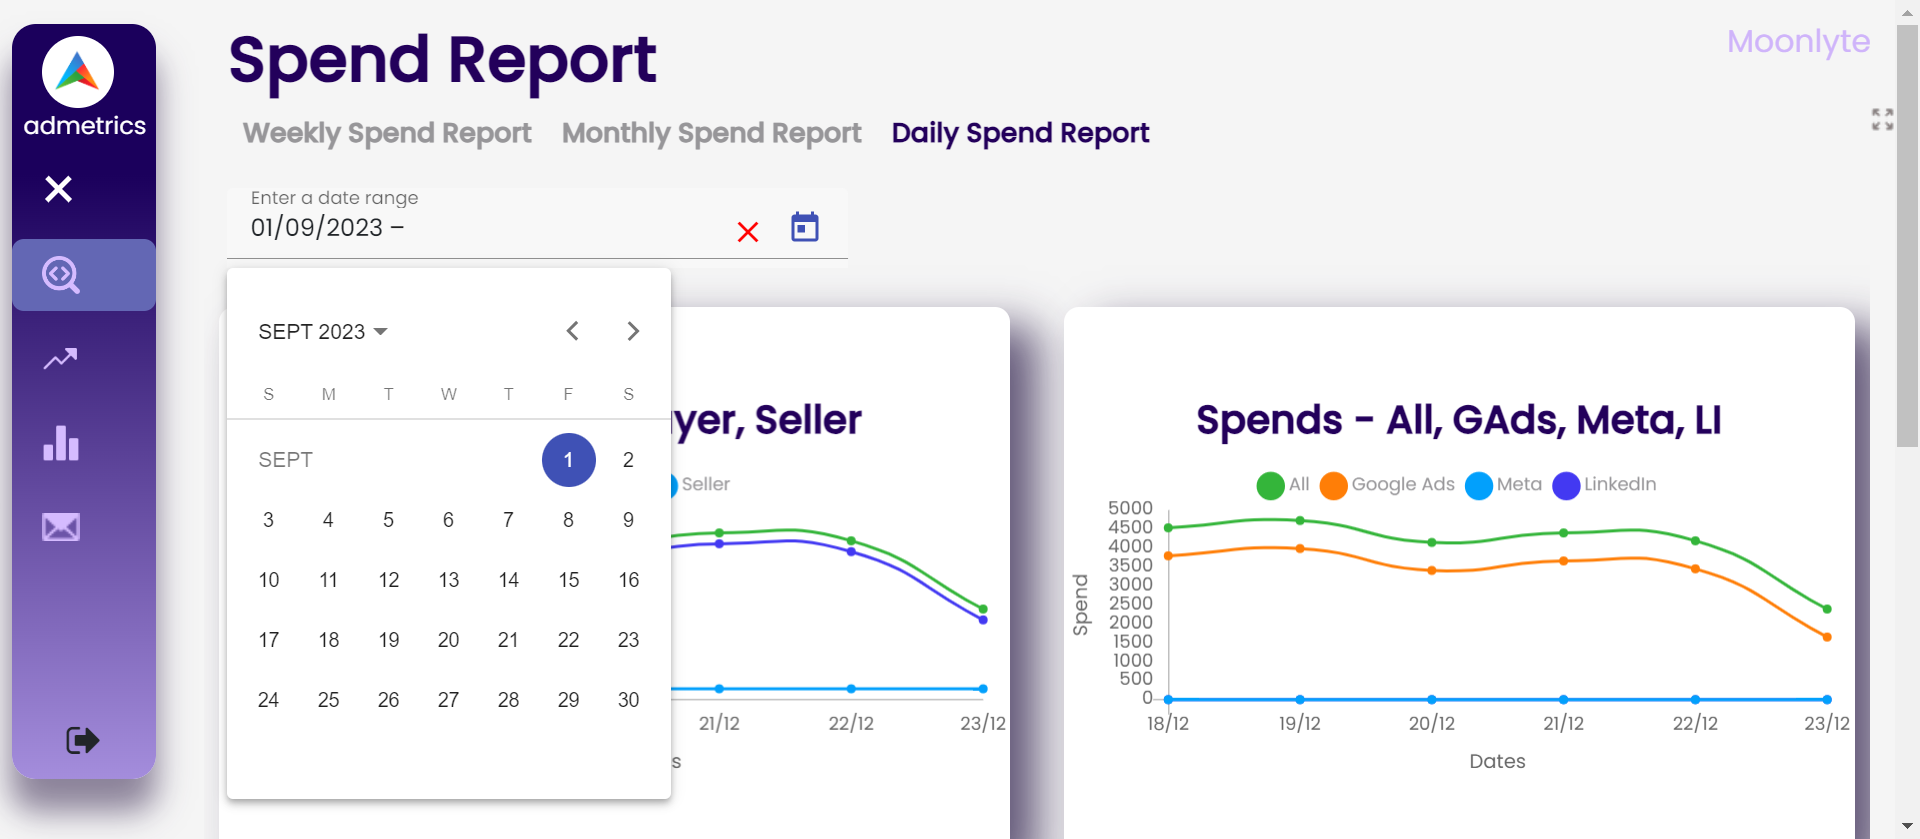 admetrics
Spend Report
Moonlyte
Weekly Spend Report Monthly Spend Report Daily Spend Report
Enter a date range
01/09/2023 –
SEPT 2023
S M T W T F S
SEPT 1 2
3 4 5 6 7 8 9
10 11 12 13 14 15 16
17 18 19 20 21 22 23
24 25 26 27 28 29 30
yer, Seller
Seller
21/12 22/12 23/12
s
Spends - All, GAds, Meta, LI
All Google Ads Meta LinkedIn
5000
4500
4000
3500
3000
2500
2000
1500
1000
500
0
Spend
18/12 19/12 20/12 21/12 22/12 23/12
Dates